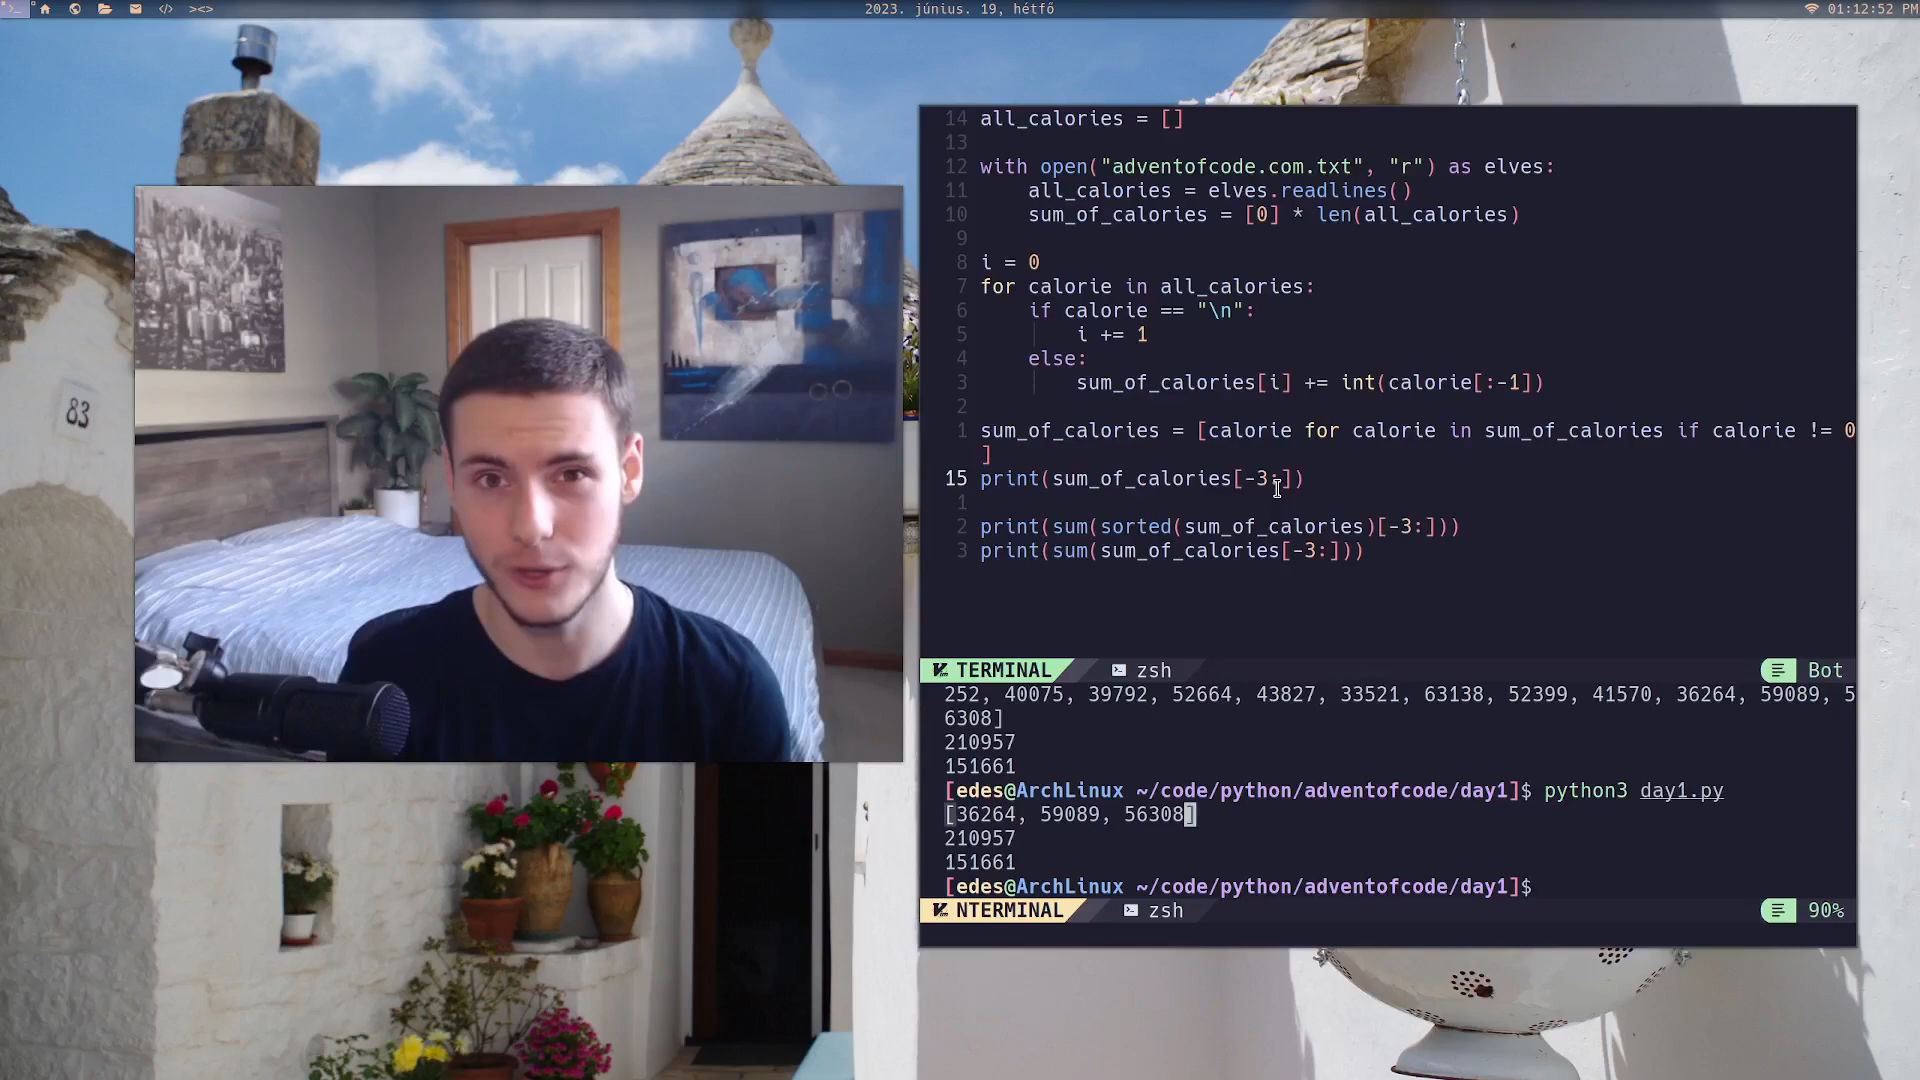 </> ><>
2023. június. 19, hétfő
01:12:52 PM
83
14 all_calories = []
13
12 with open("adventofcode.com.txt", "r") as elves:
11 all_calories = elves.readlines()
10 sum_of_calories = [0] * len(all_calories)
9
8 i = 0
7 for calorie in all_calories:
6 if calorie == "\n":
5 i += 1
4 else:
3 sum_of_calories[i] += int(calorie[:-1])
2
1 sum_of_calories = [calorie for calorie in sum_of_calories if calorie != 0
]
15 print(sum_of_calories[-3:])
1
2 print(sum(sorted(sum_of_calories)[-3:]))
3 print(sum(sum_of_calories[-3:]))
TERMINAL zsh Bot
252, 40075, 39792, 52664, 43827, 33521, 63138, 52399, 41570, 36264, 59089, 5
6308]
210957
151661
[edes@ArchLinux ~/code/python/adventofcode/day1]$ python3 day1.py
[36264, 59089, 56308]
210957
151661
[edes@ArchLinux ~/code/python/adventofcode/day1]$
NTERMINAL zsh 90%